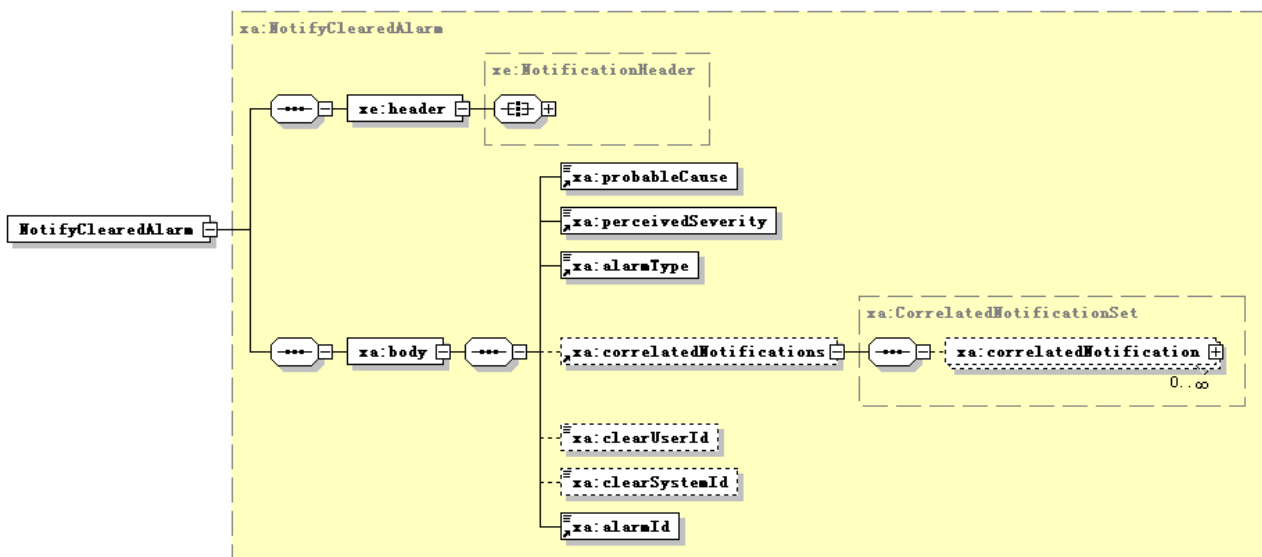 xa:NotifyClearedAlarm
xe:NotificationHeader
xe:header
xa:probableCause
xa:perceivedSeverity
NotifyClearedAlarm
xa:alarmType
xa:CorrelatedNotificationSet
xa:body
xa:correlatedNotifications
xa:correlatedNotification
0..∞
xa:clearUserId
xa:clearSystemId
xa:alarmId